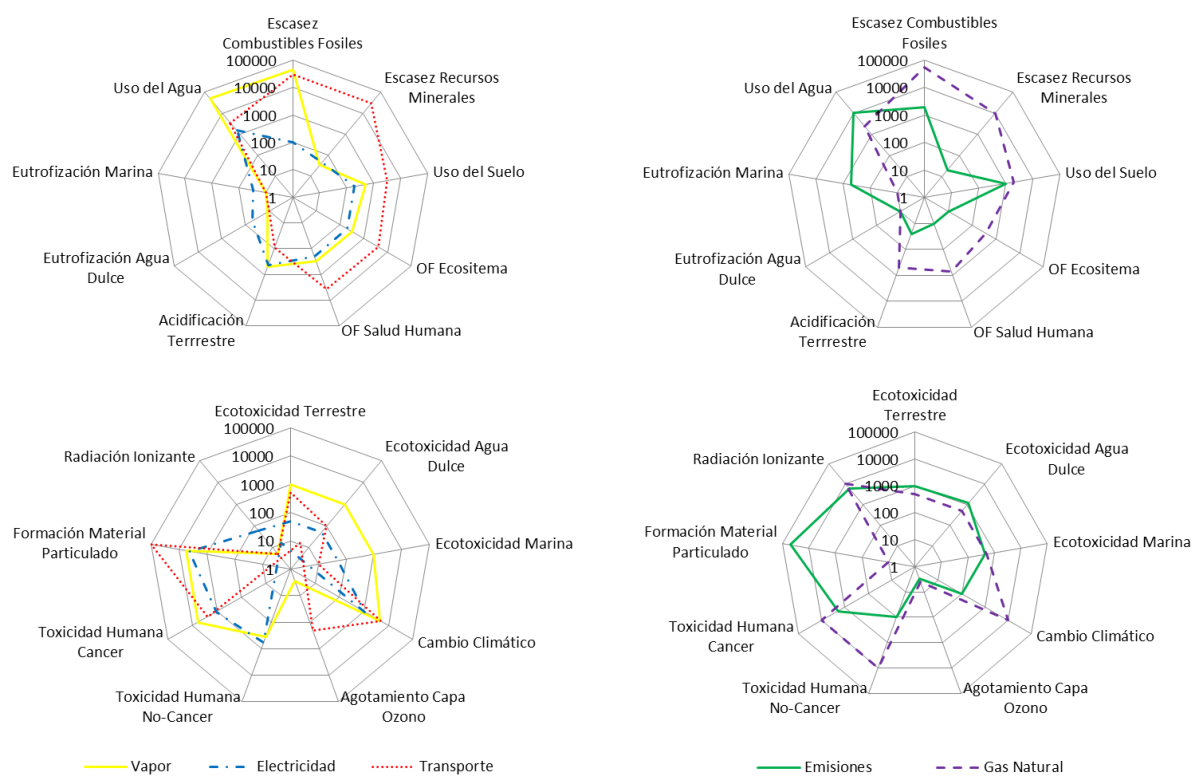 Escasez
Combustibles Fosiles
100000
10000
1000
100
10
1
Escasez Recursos
Minerales
Uso del Suelo
OF Ecositema
OF Salud Humana
Acidificación
Terrrestre
Eutrofización Agua
Dulce
Eutrofización Marina
Uso del Agua
Escasez Combustibles
Fosiles
100000
10000
1000
100
10
1
Escasez Recursos
Minerales
Uso del Suelo
OF Ecositema
OF Salud Humana
Acidificación
Terrrestre
Eutrofización Agua
Dulce
Eutrofización Marina
Uso del Agua
Ecotoxicidad Terrestre
100000
10000
1000
100
10
1
Ecotoxicidad Agua
Dulce
Ecotoxicidad Marina
Cambio Climático
Agotamiento Capa
Ozono
Toxicidad Humana
No-Cancer
Toxicidad Humana
Cancer
Formación Material
Particulado
Radiación Ionizante
Ecotoxicidad
Terrestre
100000
10000
1000
100
10
1
Ecotoxicidad Agua
Dulce
Ecotoxicidad Marina
Cambio Climático
Agotamiento Capa
Ozono
Toxicidad Humana
No-Cancer
Toxicidad Humana
Cancer
Formación Material
Particulado
Radiación Ionizante
Vapor
Electricidad
Transporte
Emisiones
Gas Natural